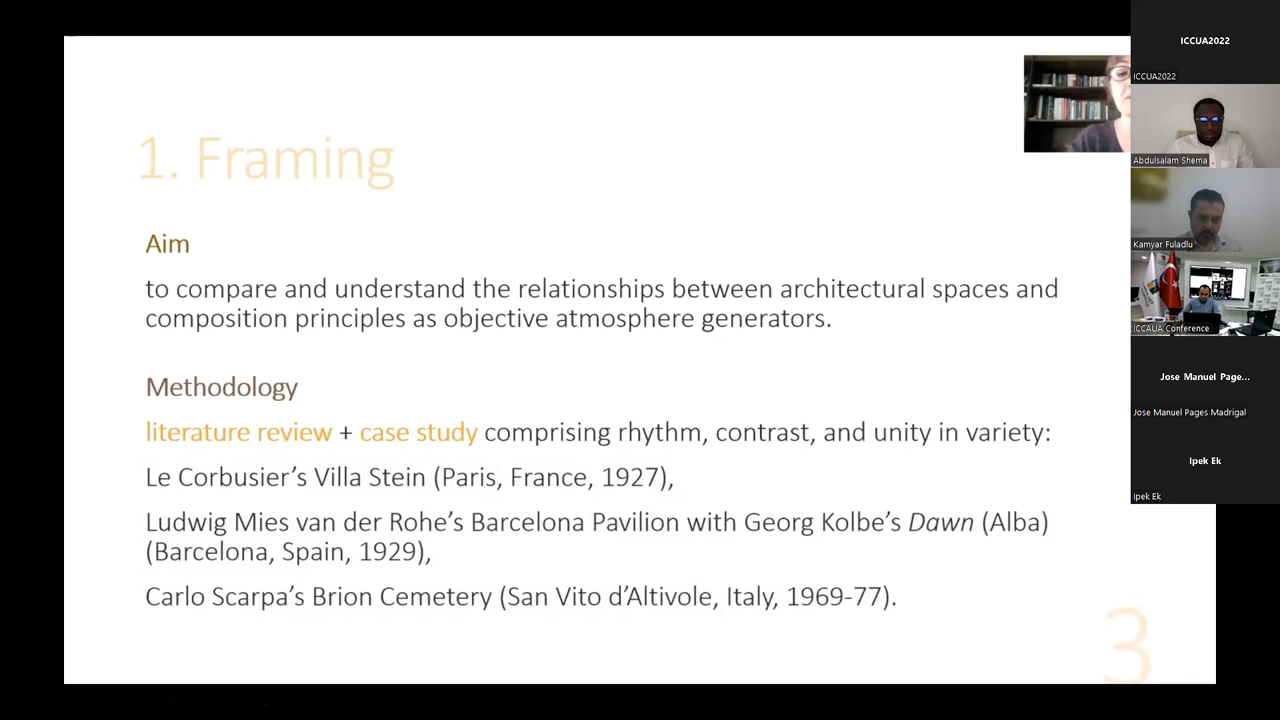 1. Framing
Aim
to compare and understand the relationships between architectural spaces and
composition principles as objective atmosphere generators.
Methodology
literature review + case study comprising rhythm, contrast, and unity in variety:
Le Corbusier’s Villa Stein (Paris, France, 1927),
Ludwig Mies van der Rohe’s Barcelona Pavilion with Georg Kolbe’s Dawn (Alba)
(Barcelona, Spain, 1929),
Carlo Scarpa’s Brion Cemetery (San Vito d’Altivole, Italy, 1969-77).
3
ICCUA2022
ICCUA2022
Abdulsalam Shema
Kamyar Fuladlu
ICCAUA Conference
Jose Manuel Page...
Jose Manuel Pages Madrigal
Ipek Ek
Ipek Ek